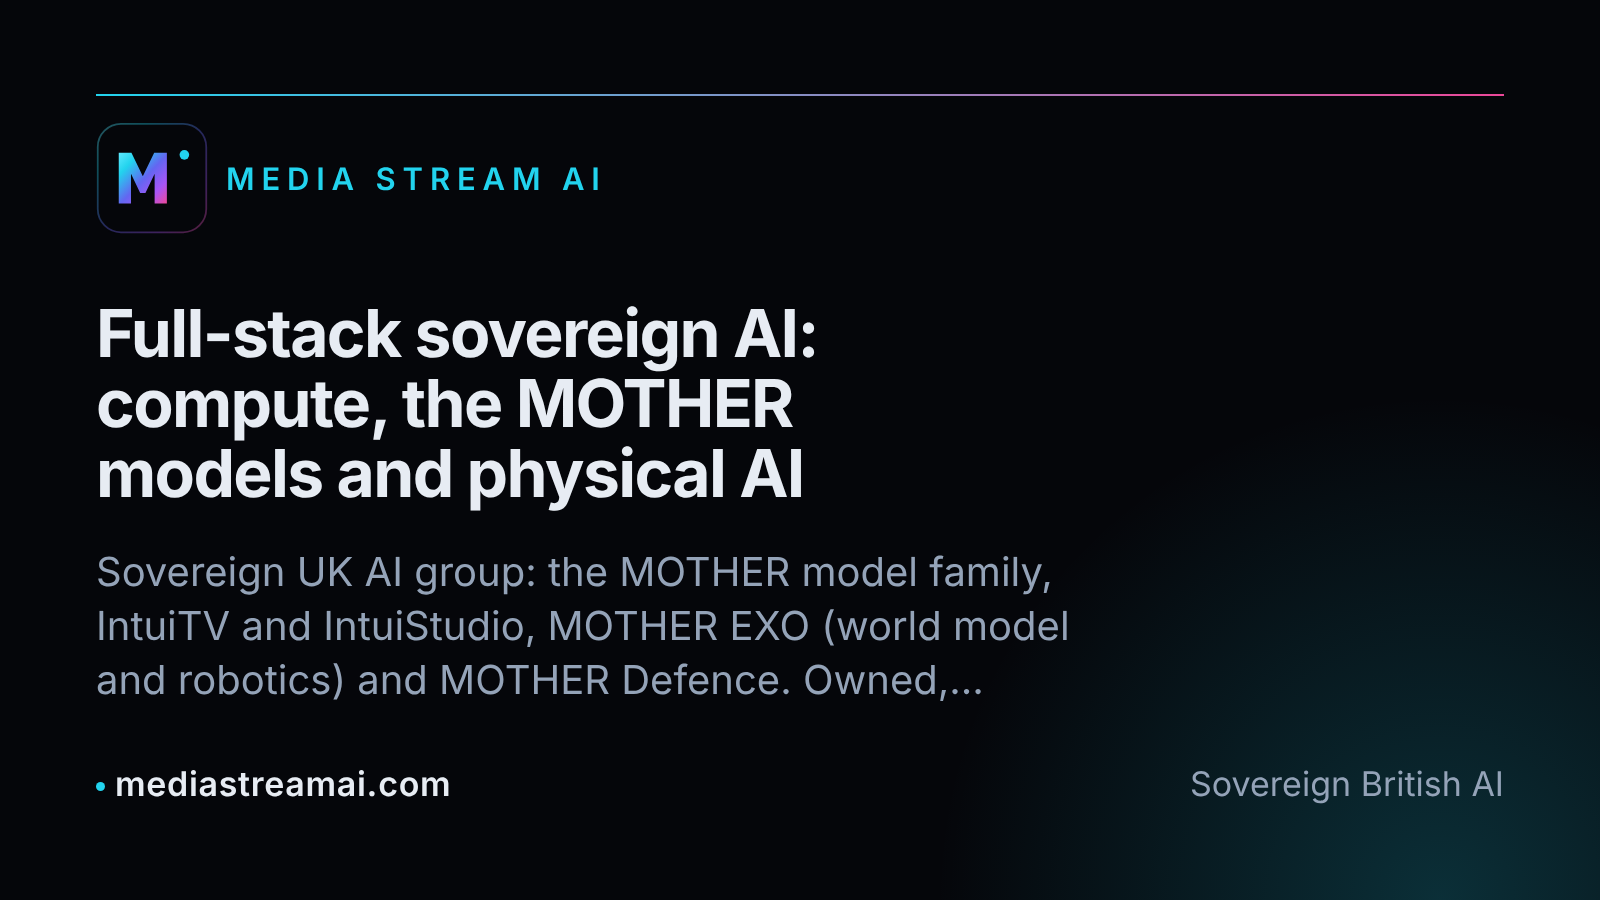 M
MEDIA STREAM AI
Full-stack sovereign AI:
compute, the MOTHER
models and physical AI
Sovereign UK AI group: the MOTHER model family,
IntuiTV and IntuiStudio, MOTHER EXO (world model
and robotics) and MOTHER Defence. Owned,...
mediastreamai.com
Sovereign British AI